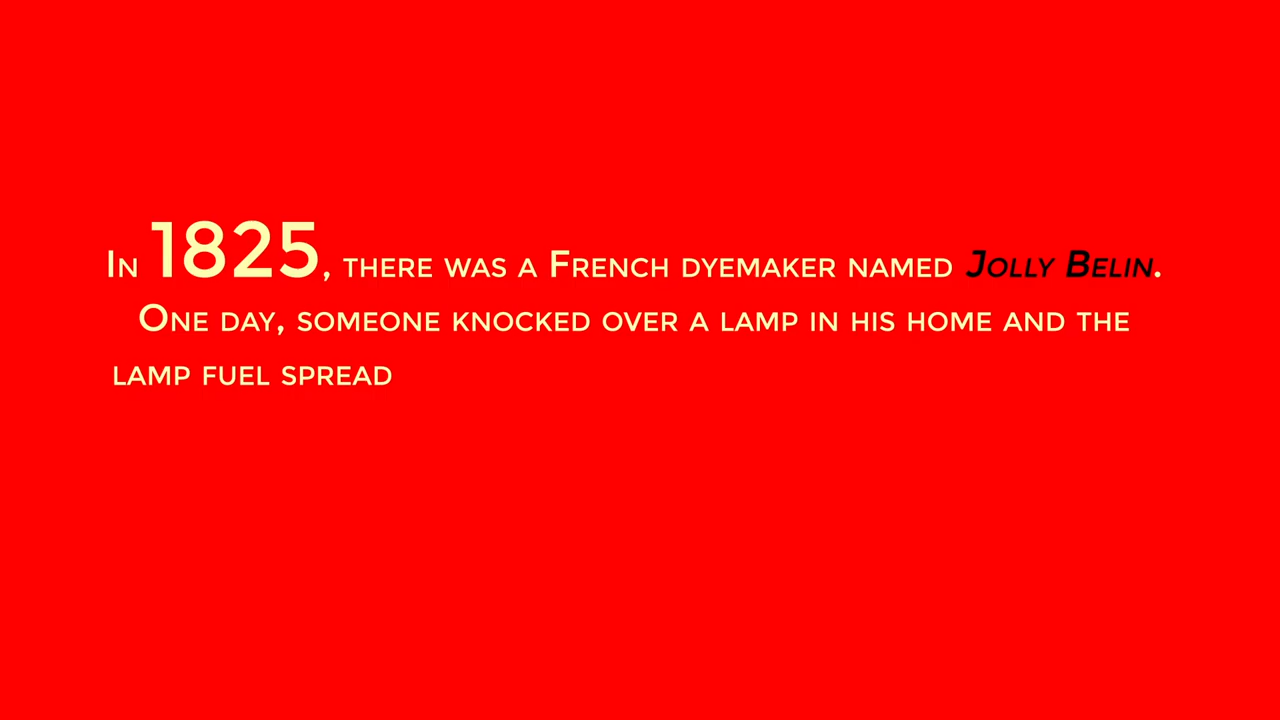 In 1825, there was a French dyemaker named Jolly Belin.
One day, someone knocked over a lamp in his home and the
lamp fuel spread